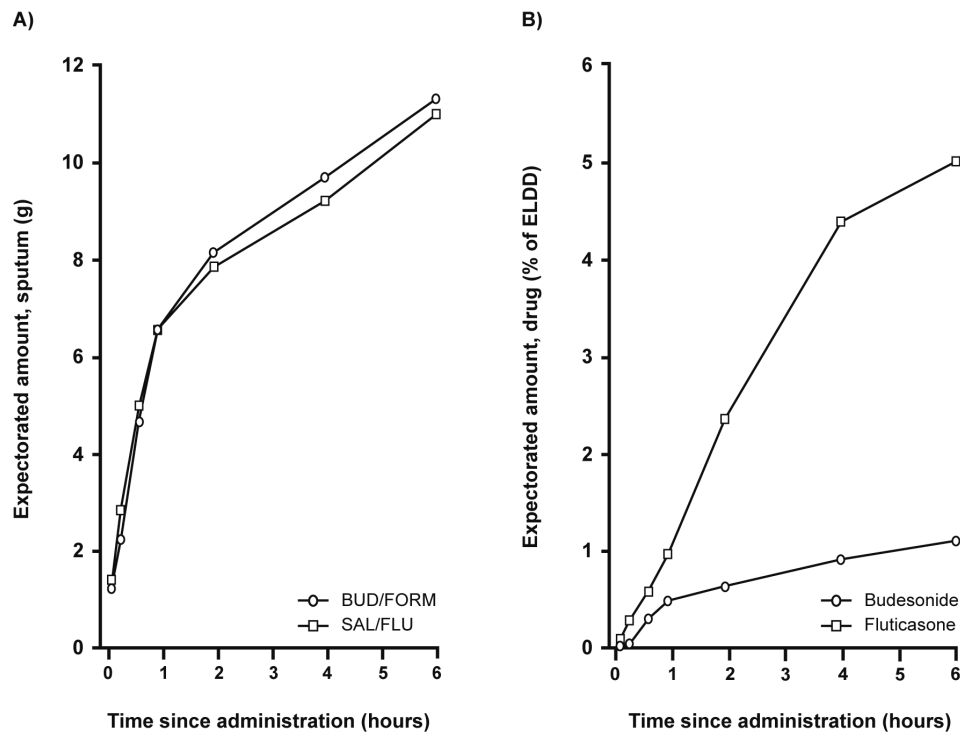 A)
Expectorated amount, sputum (g)
12
10
8
6
4
2
0
0 1 2 3 4 5 6
BUD/FORM
SAL/FLU
Time since administration (hours)
B)
Expectorated amount, drug (% of ELDD)
6
5
4
3
2
1
0
0 1 2 3 4 5 6
Budesonide
Fluticasone
Time since administration (hours)